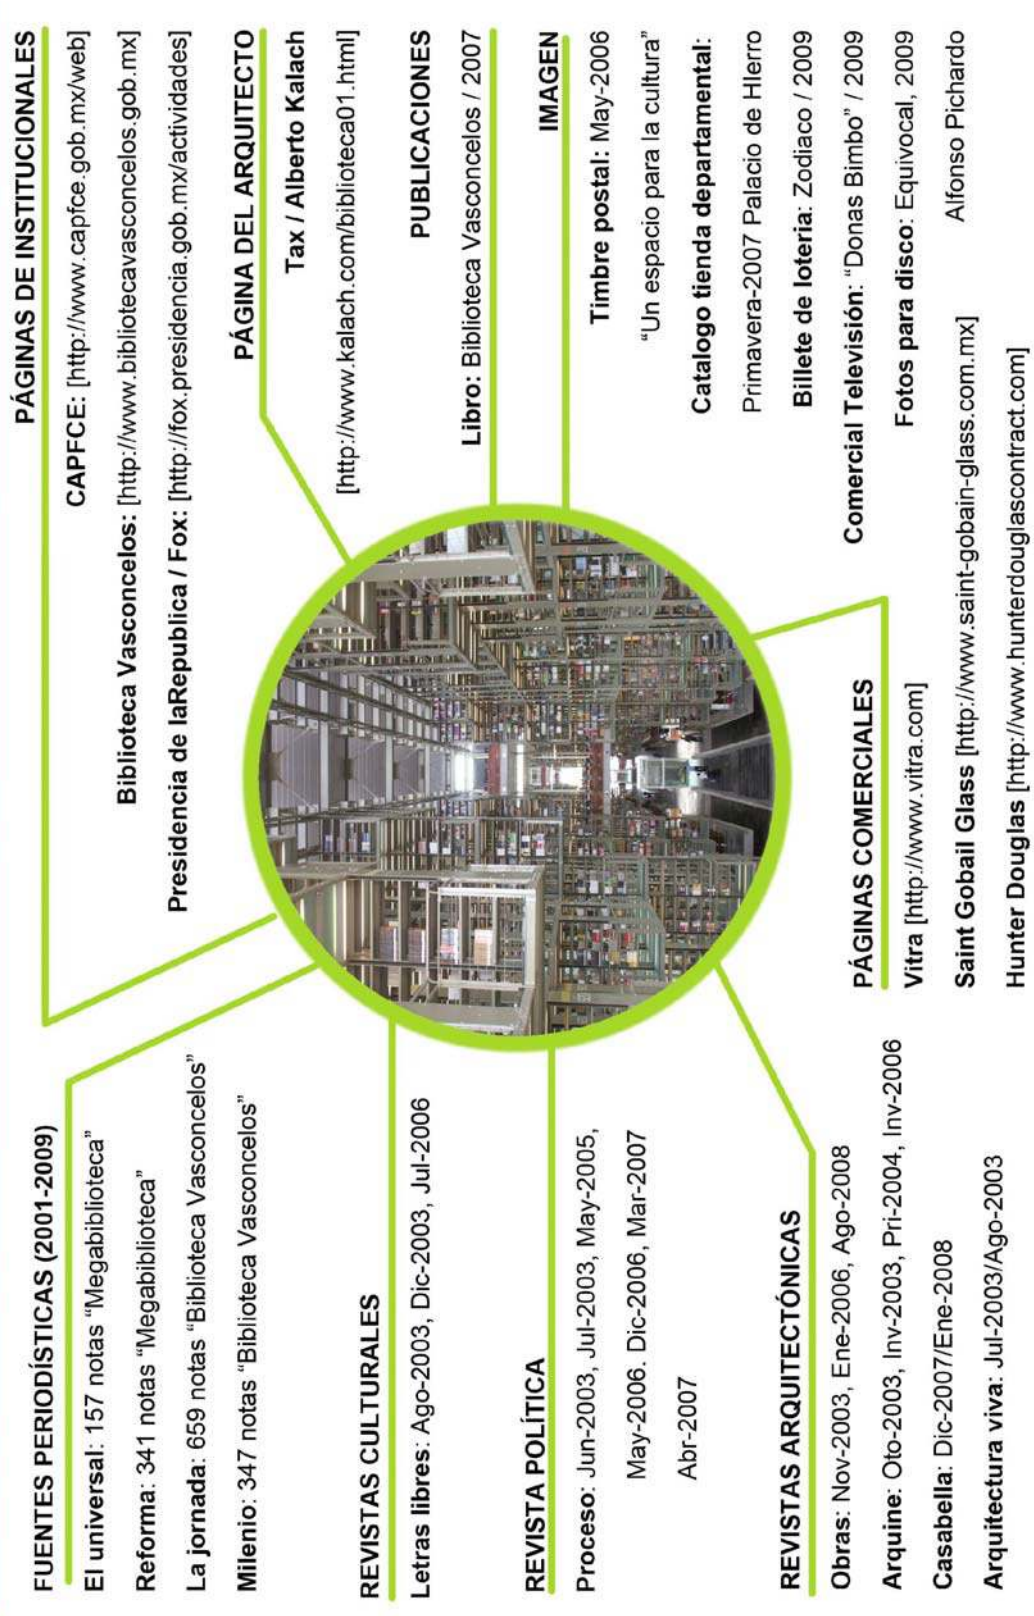 FUENTES PERIODÍSTICAS (2001-2009)
El universal: 157 notas “Megabiblioteca”
Reforma: 341 notas “Megabiblioteca”
La jornada: 659 notas “Biblioteca Vasconcelos”
Milenio: 347 notas “Biblioteca Vasconcelos”
REVISTAS CULTURALES
Letras libres: Ago-2003, Dic-2003, Jul-2006
REVISTA POLÍTICA
Proceso: Jun-2003, Jul-2003, May-2005,
May-2006. Dic-2006, Mar-2007
Abr-2007
REVISTAS ARQUITECTÓNICAS
Obras: Nov-2003, Ene-2006, Ago-2008
Arquine: Oto-2003, Inv-2003, Pri-2004, Inv-2006
Casabella: Dic-2007/Ene-2008
Arquitectura viva: Jul-2003/Ago-2003
PÁGINAS DE INSTITUCIONALES
CAPFCE: [http://www.capfce.gob.mx/web]
Biblioteca Vasconcelos: [http://www.bibliotecavasconcelos.gob.mx]
Presidencia de laRepublica / Fox: [http://fox.presidencia.gob.mx/actividades]
PÁGINA DEL ARQUITECTO
Tax / Alberto Kalach
[http://www.kalach.com/biblioteca01.html]
PUBLICACIONES
Libro: Biblioteca Vasconcelos / 2007
IMAGEN
Timbre postal: May-2006
“Un espacio para la cultura”
Catalogo tienda departamental:
Primavera-2007 Palacio de HIerro
Billete de loteria: Zodiaco / 2009
Comercial Televisión: “Donas Bimbo” / 2009
Fotos para disco: Equivocal, 2009
Alfonso Pichardo
PÁGINAS COMERCIALES
Vitra [http://www.vitra.com]
Saint Gobail Glass [http://www.saint-gobain-glass.com.mx]
Hunter Douglas [http://www.hunterdouglascontract.com]